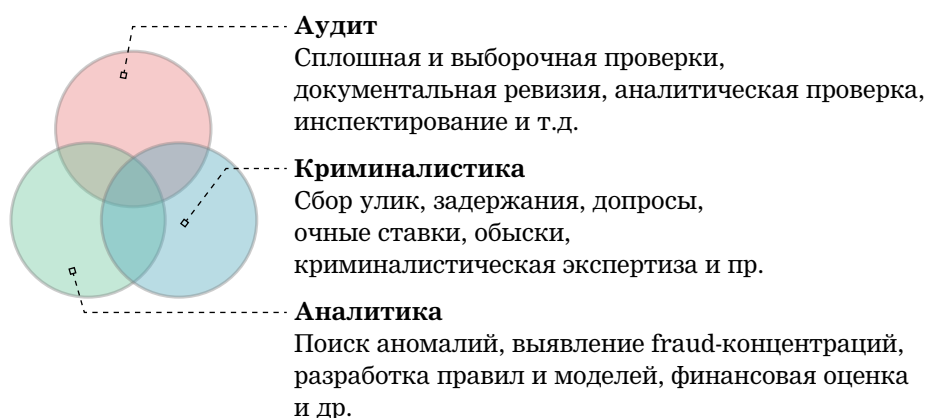 Аудит
Сплошная и выборочная проверки,
документальная ревизия, аналитическая проверка,
инспектирование и т.д.
Криминалистика
Сбор улик, задержания, допросы,
очные ставки, обыски,
криминалистическая экспертиза и пр.
Аналитика
Поиск аномалий, выявление fraud-концентраций,
разработка правил и моделей, финансовая оценка
и др.